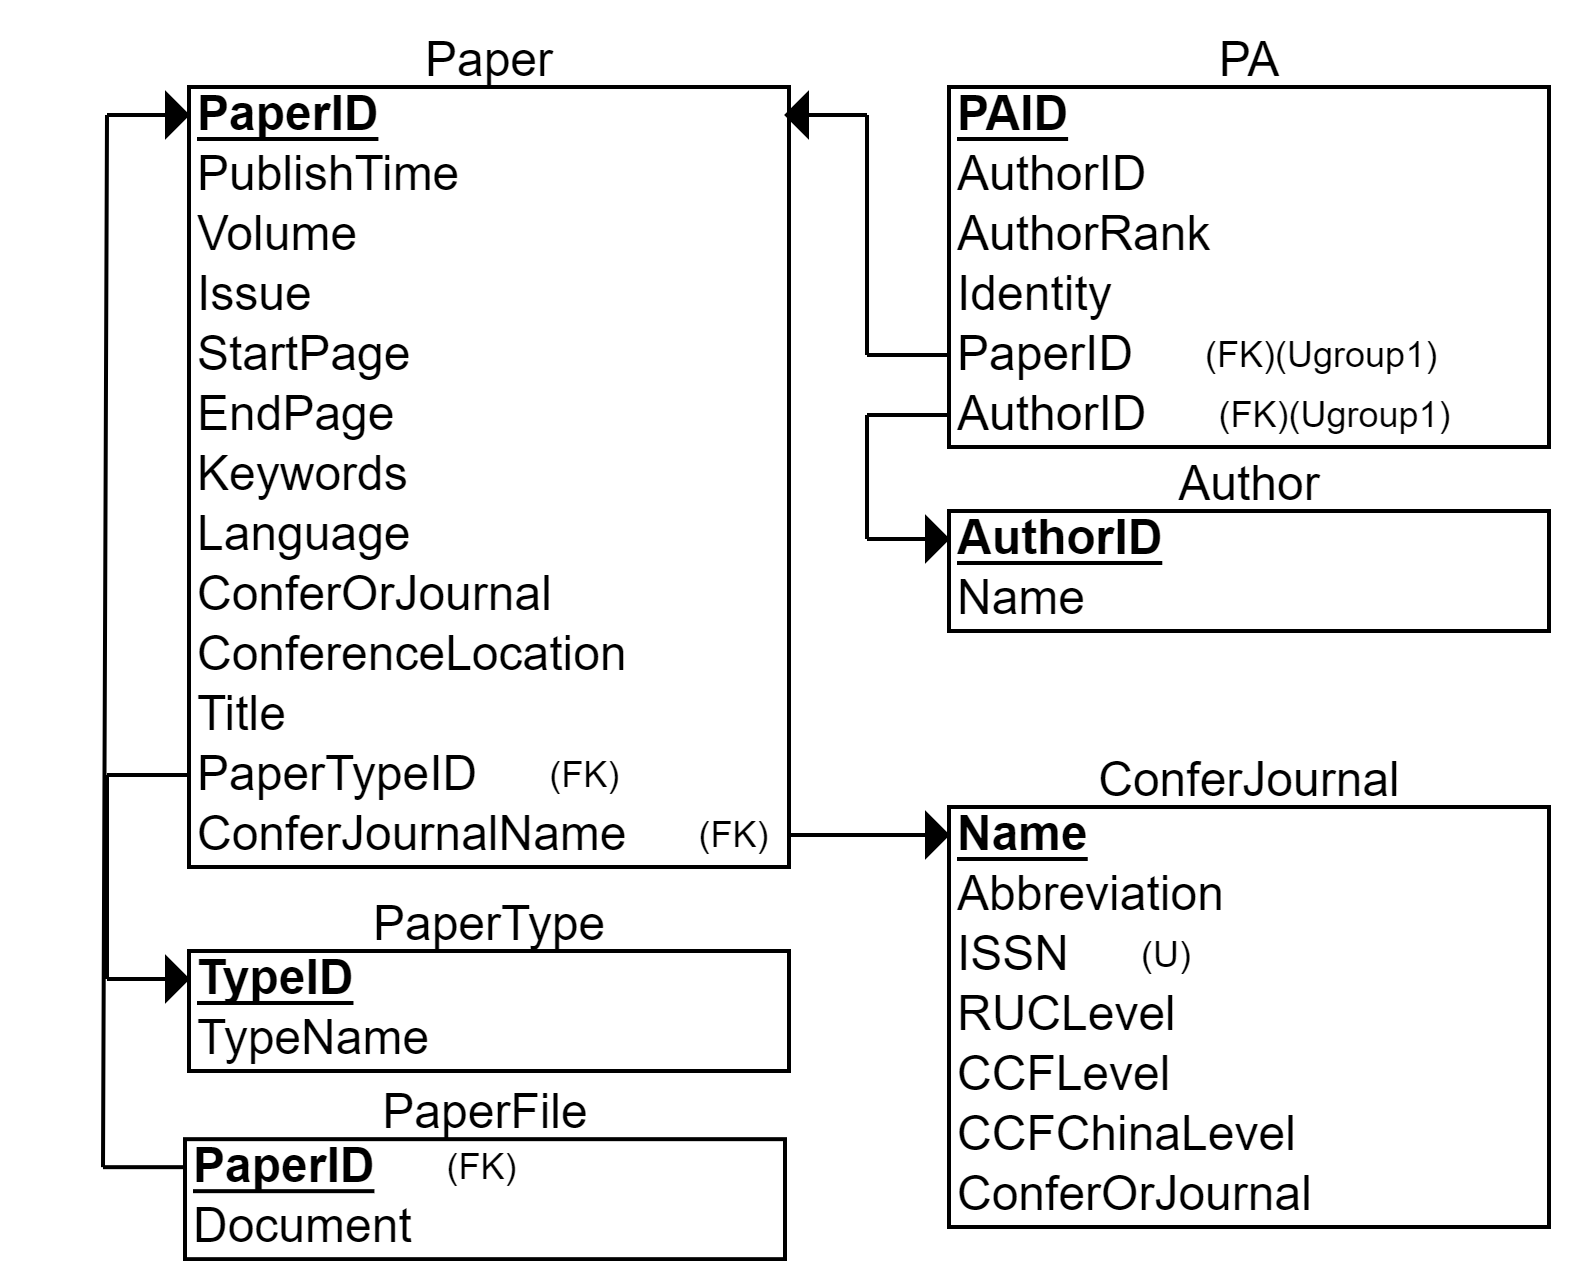 Paper
PaperID
PublishTime
Volume
Issue
StartPage
EndPage
Keywords
Language
ConferOrJournal
ConferenceLocation
Title
PaperTypeID (FK)
ConferJournalName (FK)
PaperType
TypeID
TypeName
PaperFile
PaperID (FK)
Document
PA
PAID
AuthorID
AuthorRank
Identity
PaperID (FK)(Ugroup1)
AuthorID (FK)(Ugroup1)
Author
AuthorID
Name
ConferJournal
Name
Abbreviation
ISSN (U)
RUCLevel
CCFLevel
CCFChinaLevel
ConferOrJournal